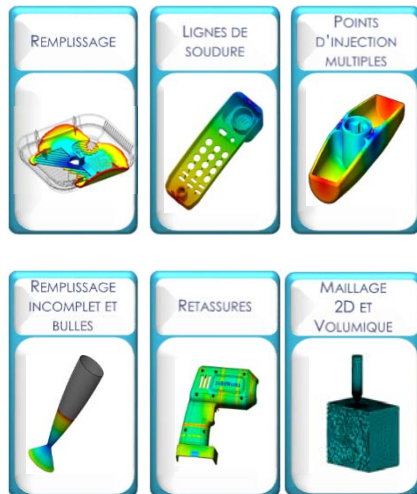 REMPLISSAGE
LIGNES DE
SOUDURE
POINTS
D'INJECTION
MULTIPLES
REMPLISSAGE
INCOMPLET ET
BULLES
RETASSURES
MAILLAGE
2D ET
VOLUMIQUE